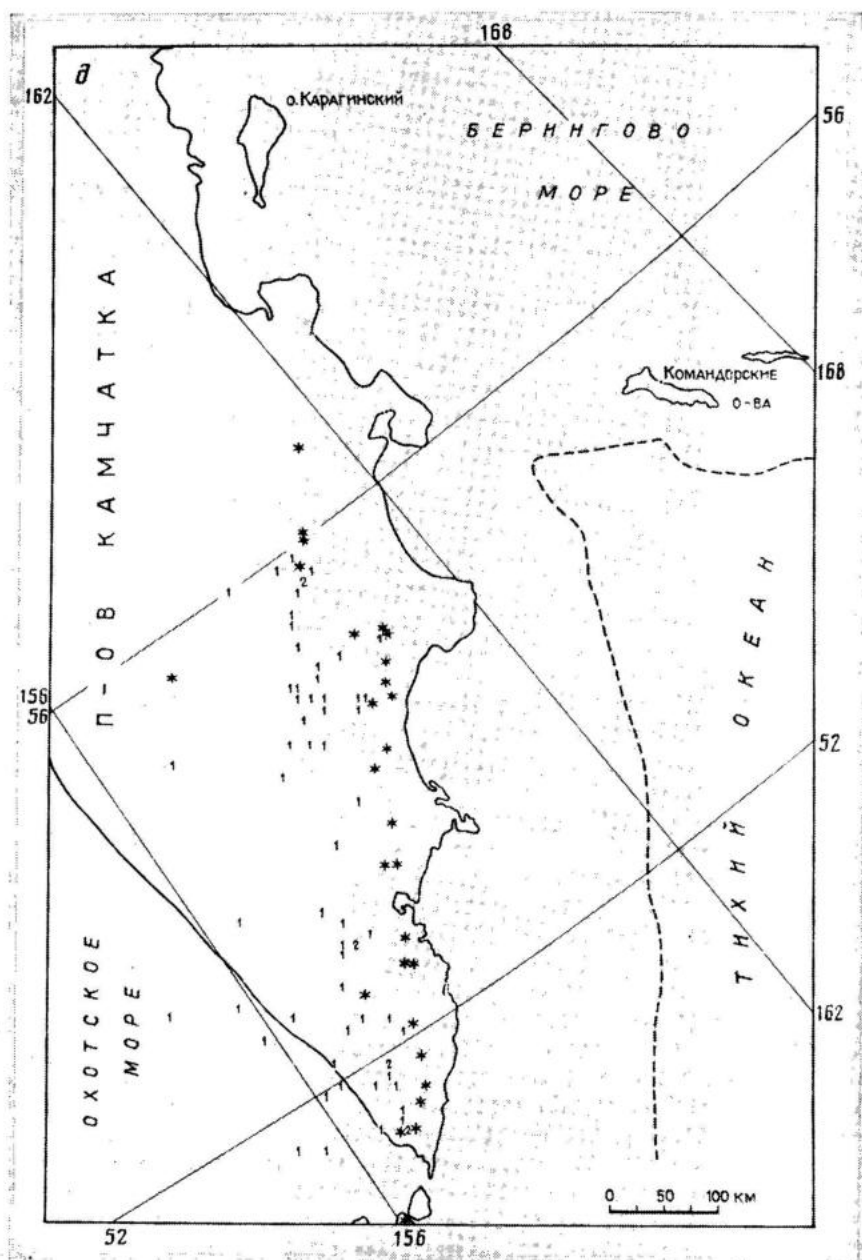 168
д
162
о. Карагинский
56
БЕРИНГОВО
МОРЕ
П-ОВ КАМЧАТКА
Командорские
О-ВА
168
156
56
ТИХИЙ ОКЕАН
52
ОХОТСКОЕ
МОРЕ
162
0 50 100 КМ
52
156